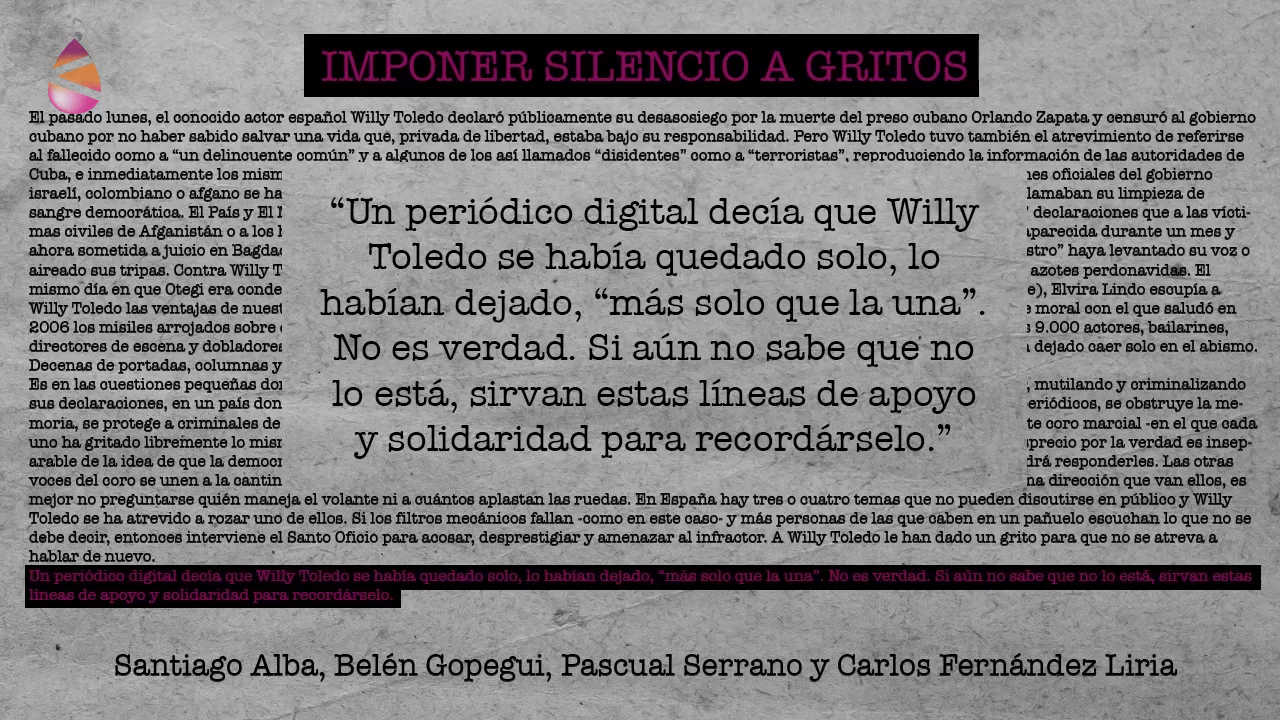 IMPONER SILENCIO A GRITOS
El pasado lunes, el conocido actor español Willy Toledo declaró públicamente su desasosiego por la muerte del preso cubano Orlando Zapata y censuró al gobierno
cubano por no haber sabido salvar una vida que, privada de libertad, estaba bajo su responsabilidad. Pero Willy Toledo tuvo también el atrevimiento de referirse
al fallecido como a “un delincuente común” y a algunos de los así llamados “disidentes” como a “terroristas”, reproduciendo la información de las autoridades de
Cuba, e inmediatamente los oficiales del gobierno
israelí, colombiano o afgano se su limpieza de
sangre democrática. El País y El declaraciones que a las vícti-
mas civiles de Afganistán o a los durante un mes y
ahora sometida a juicio en haya levantado su voz o
aireado sus tripas. Contra Willy azotes perdonavidas. El
mismo día en que Otegi era Elvira Lindo escupía a
Willy Toledo las ventajas de moral con el que saludó en
2006 los misiles arrojados sobre 9.000 actores, bailarines,
directores de escena y dejado caer solo en el abismo.
Decenas de portadas, columnas y
Es en las cuestiones pequeñas mutilando y criminalizando
sus declaraciones, en un país se obstruye la me-
moria, se protege a criminales de coro marcial -en el que cada
uno ha gritado libremente lo por la verdad es insep-
arable de la idea de que la responderles. Las otras
voces del coro se unen a la dirección que van ellos, es
mejor no preguntarse quién maneja el volante ni a cuántos aplastan las ruedas. En España hay tres o cuatro temas que no pueden discutirse en público y Willy
Toledo se ha atrevido a rozar uno de ellos. Si los filtros mecánicos fallan -como en este caso- y más personas de las que caben en un pañuelo escuchan lo que no se
debe decir, entonces interviene el Santo Oficio para acosar, desprestigiar y amenazar al infractor. A Willy Toledo le han dado un grito para que no se atreva a
hablar de nuevo.
“Un periódico digital decía que Willy
Toledo se había quedado solo, lo
habían dejado, “más solo que la una”.
No es verdad. Si aún no sabe que no
lo está, sirvan estas líneas de apoyo
y solidaridad para recordárselo.”
Un periódico digital decía que Willy Toledo se había quedado solo, lo habían dejado, “más solo que la una”. No es verdad. Si aún no sabe que no lo está, sirvan estas
líneas de apoyo y solidaridad para recordárselo.
Santiago Alba, Belén Gopegui, Pascual Serrano y Carlos Fernández Liria